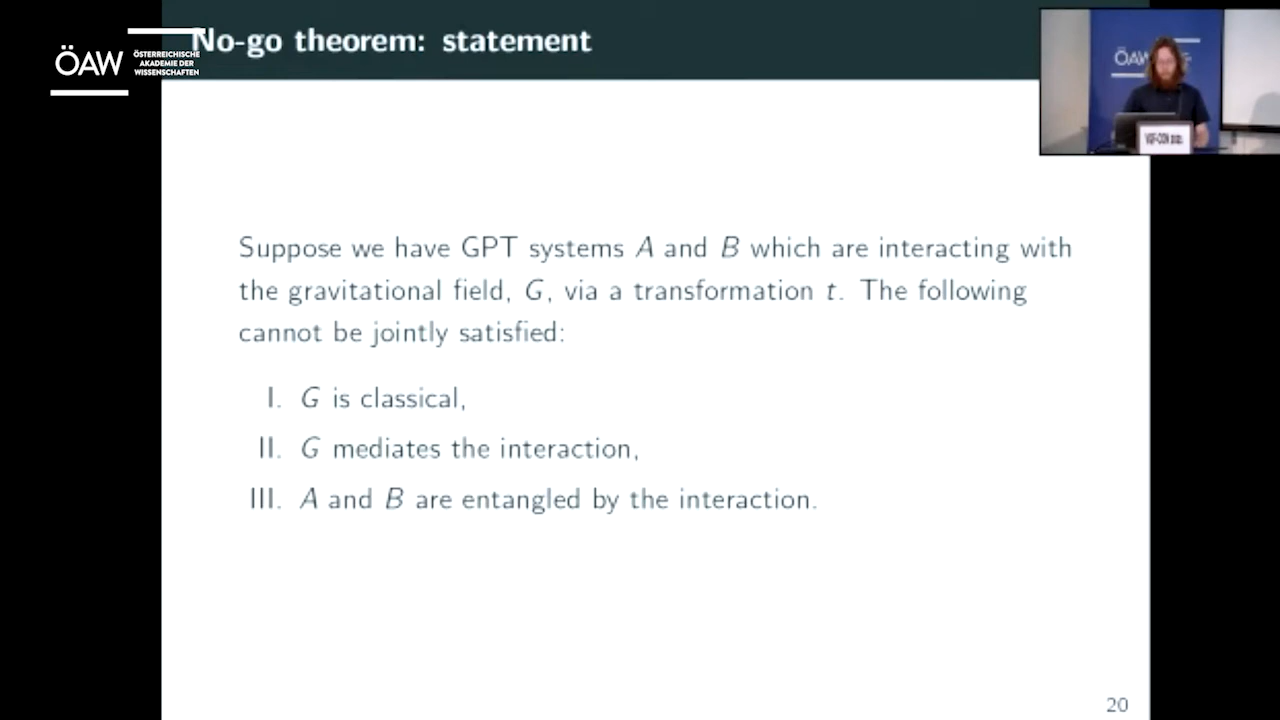 No-go theorem: statement
ÖAW
ÖSTERREICHISCHE
AKADEMIE DER
WISSENSCHAFTEN
Suppose we have GPT systems A and B which are interacting with
the gravitational field, G, via a transformation t. The following
cannot be jointly satisfied:
I. G is classical,
II. G mediates the interaction,
III. A and B are entangled by the interaction.
20